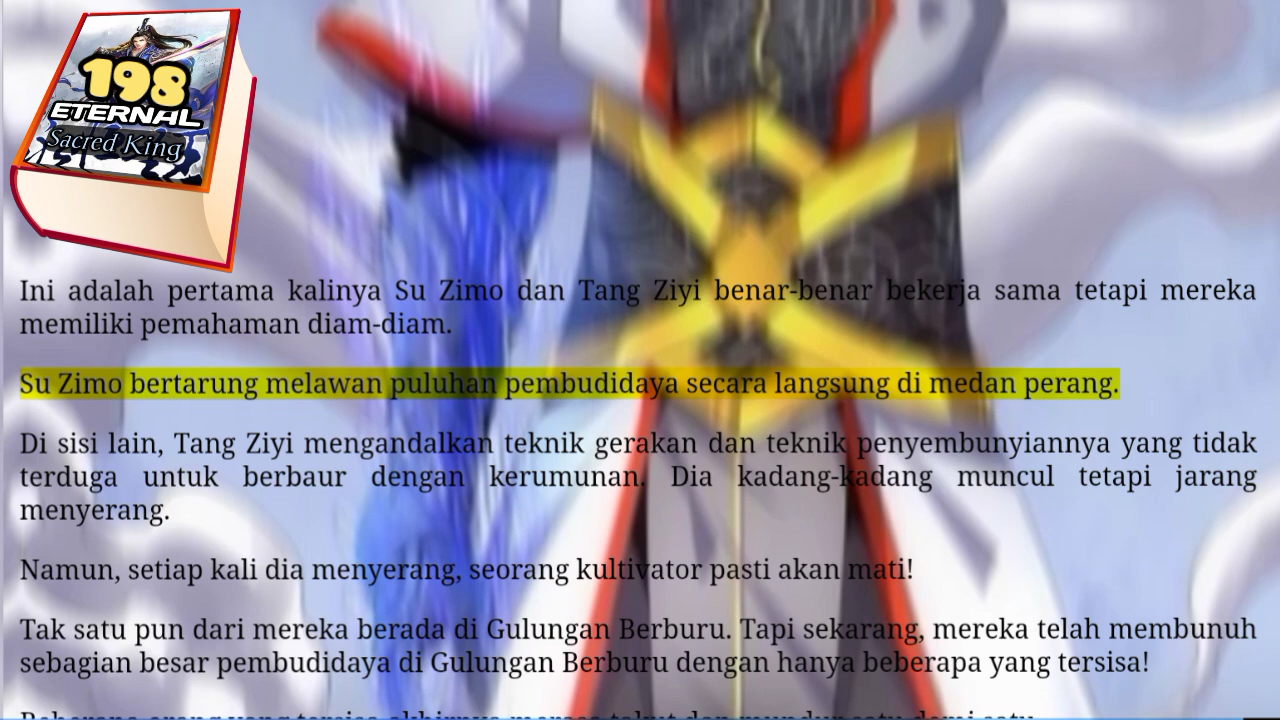 198
ETERNAL
Sacred King
Ini adalah pertama kalinya Su Zimo dan Tang Ziyi benar-benar bekerja sama tetapi mereka
memiliki pemahaman diam-diam.
Su Zimo bertarung melawan puluhan pembudidaya secara langsung di medan perang.
Di sisi lain, Tang Ziyi mengandalkan teknik gerakan dan teknik penyembunyiannya yang tidak
terduga untuk berbaur dengan kerumunan. Dia kadang-kadang muncul tetapi jarang
menyerang.
Namun, setiap kali dia menyerang, seorang kultivator pasti akan mati!
Tak satu pun dari mereka berada di Gulungan Berburu. Tapi sekarang, mereka telah membunuh
sebagian besar pembudidaya di Gulungan Berburu dengan hanya beberapa yang tersisa!